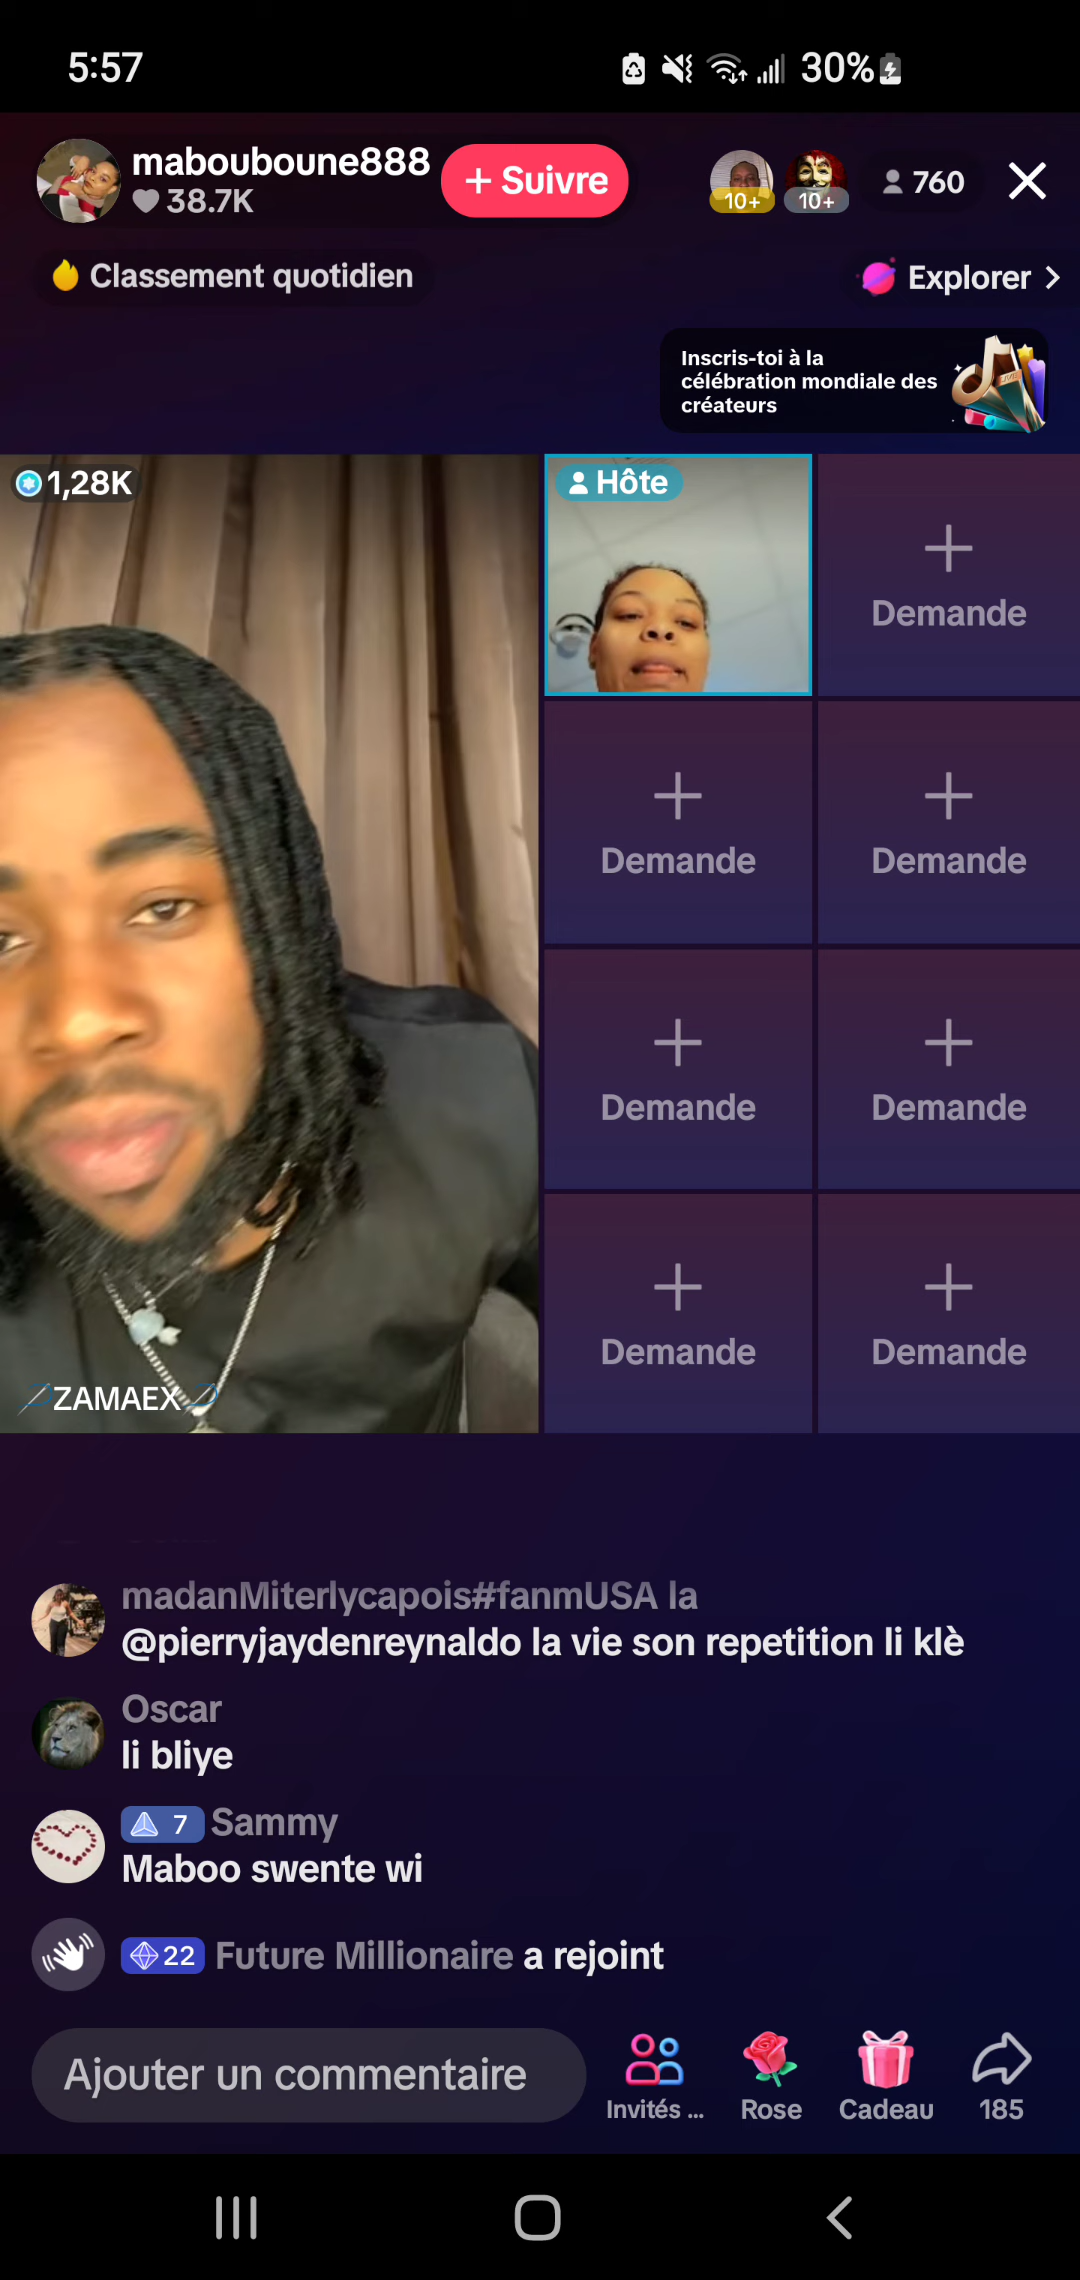 5:57
30%
mabouboune888
38.7K
+ Suivre
10+
10+
760
Classement quotidien
Explorer >
Inscris-toi à la
célébration mondiale des
créateurs
LIVE
1,28K
Hôte
Demande
Demande
Demande
Demande
Demande
Demande
Demande
ZAMAEX
madanMiterlycapois#fanmUSA la
@pierryjaydenreynaldo la vie son repetition li klè
Oscar
li bliye
7 Sammy
Maboo swente wi
22 Future Millionaire a rejoint
Ajouter un commentaire
Invités ...
Rose
Cadeau
185